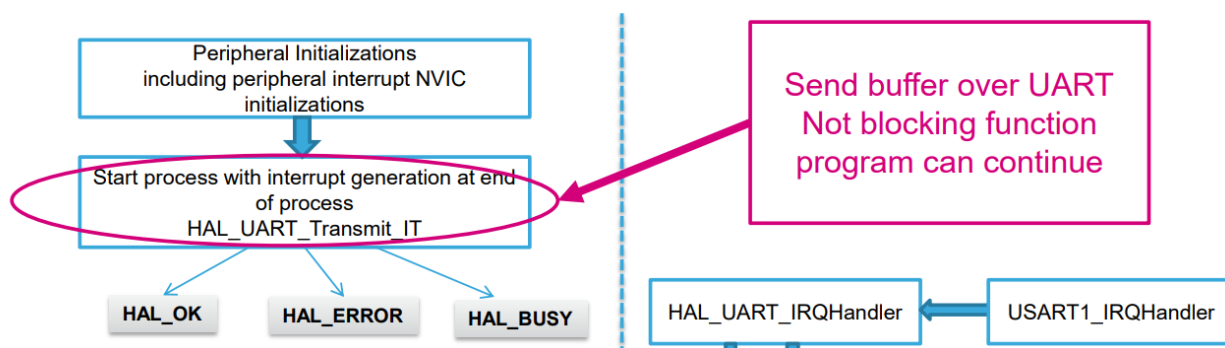 Peripheral Initializations
including peripheral interrupt NVIC
initializations
Send buffer over UART
Not blocking function
program can continue
Start process with interrupt generation at end
of process
HAL_UART_Transmit_IT
HAL_OK
HAL_ERROR
HAL_BUSY
HAL_UART_IRQHandler
USART1_IRQHandler